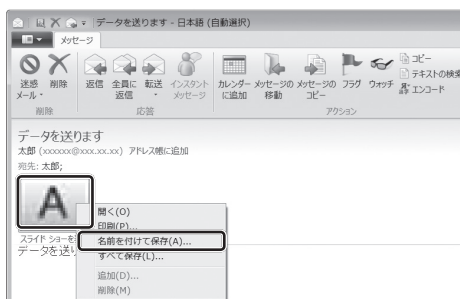 データを送ります - 日本語 (自動選択)
メッセージ
迷惑メール 削除 返信 全員に返信 転送 インスタントメッセージ カレンダーに追加 メッセージの移動 メッセージのコピー フラグ ウォッチ
コピー
テキストの検索
エンコード
削除 応答 アクション
データを送ります
太郎 (xxxxxx@xxx.xx.xx) アドレス帳に追加
宛先: 太郎;
A
開く(O)
印刷(P)...
スライド ショーを
名前を付けて保存(A)...
データを送り
すべて保存(L)...
追加(D)...
削除(M)